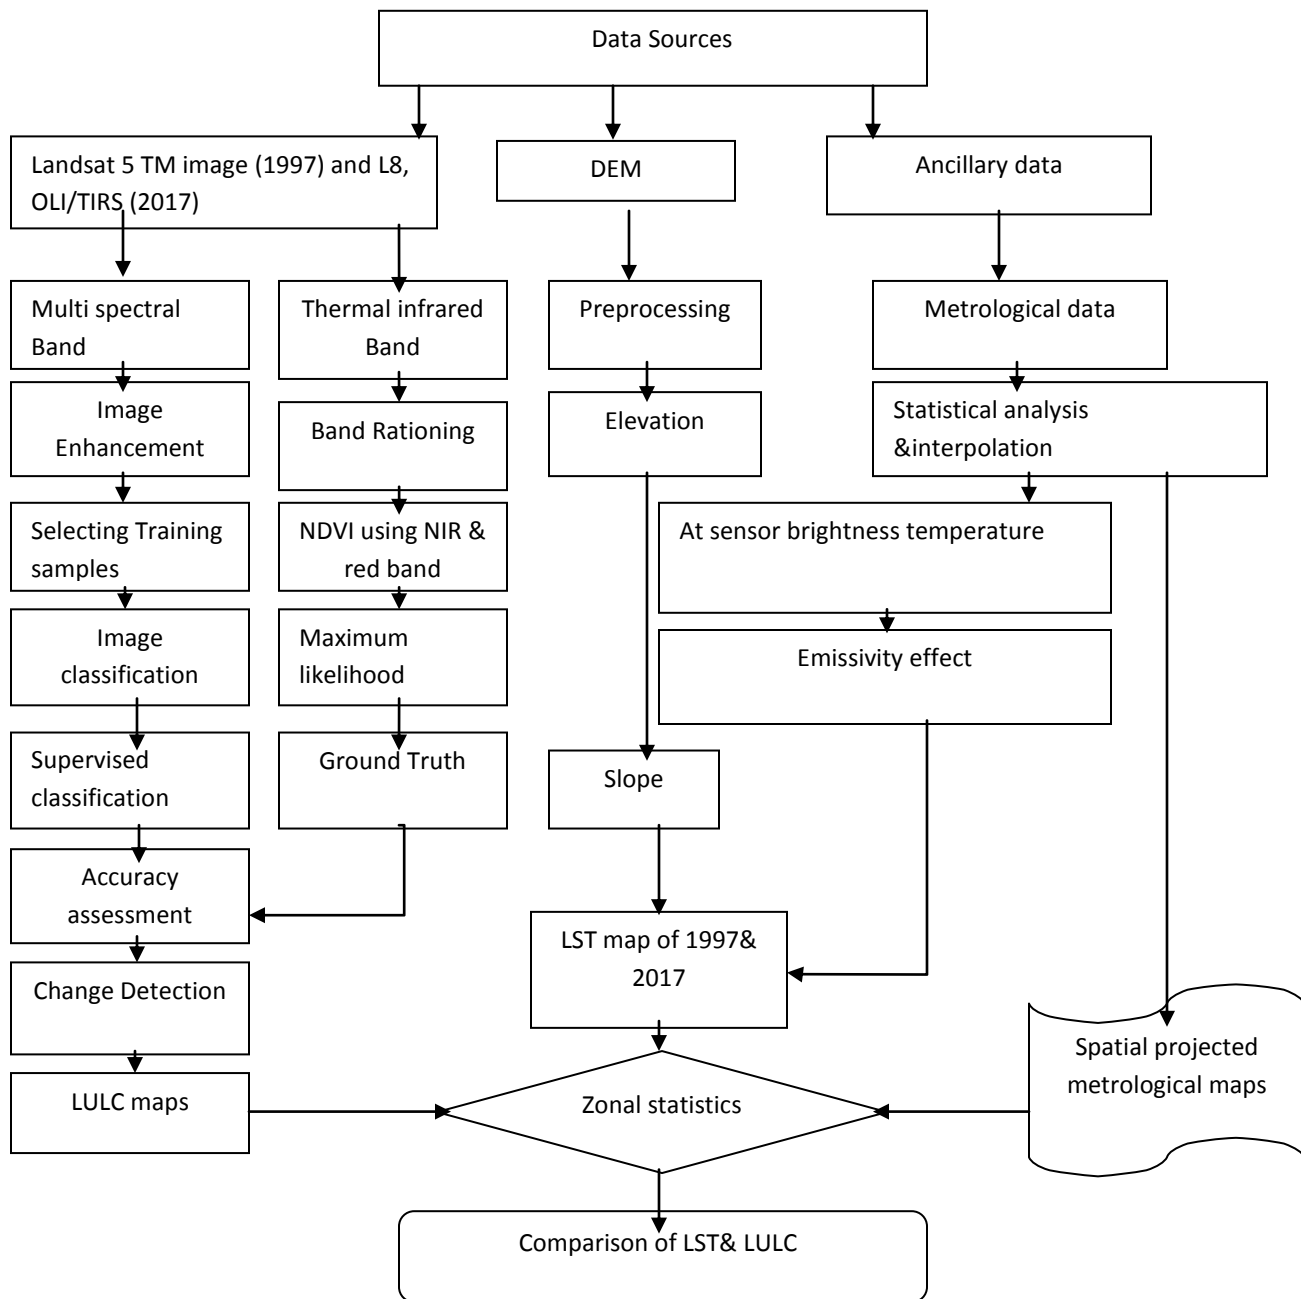 Data Sources
Landsat 5 TM image (1997) and L8,
OLI/TIRS (2017)
DEM
Ancillary data
Multi spectral
Band
Thermal infrared
Band
Preprocessing
Metrological data
Image
Enhancement
Band Rationing
Elevation
Statistical analysis
&interpolation
Selecting Training
samples
NDVI using NIR &
red band
At sensor brightness temperature
Image
classification
Maximum
likelihood
Emissivity effect
Supervised
classification
Ground Truth
Slope
Accuracy
assessment
LST map of 1997&
2017
Change Detection
Spatial projected
metrological maps
LULC maps
Zonal statistics
Comparison of LST& LULC